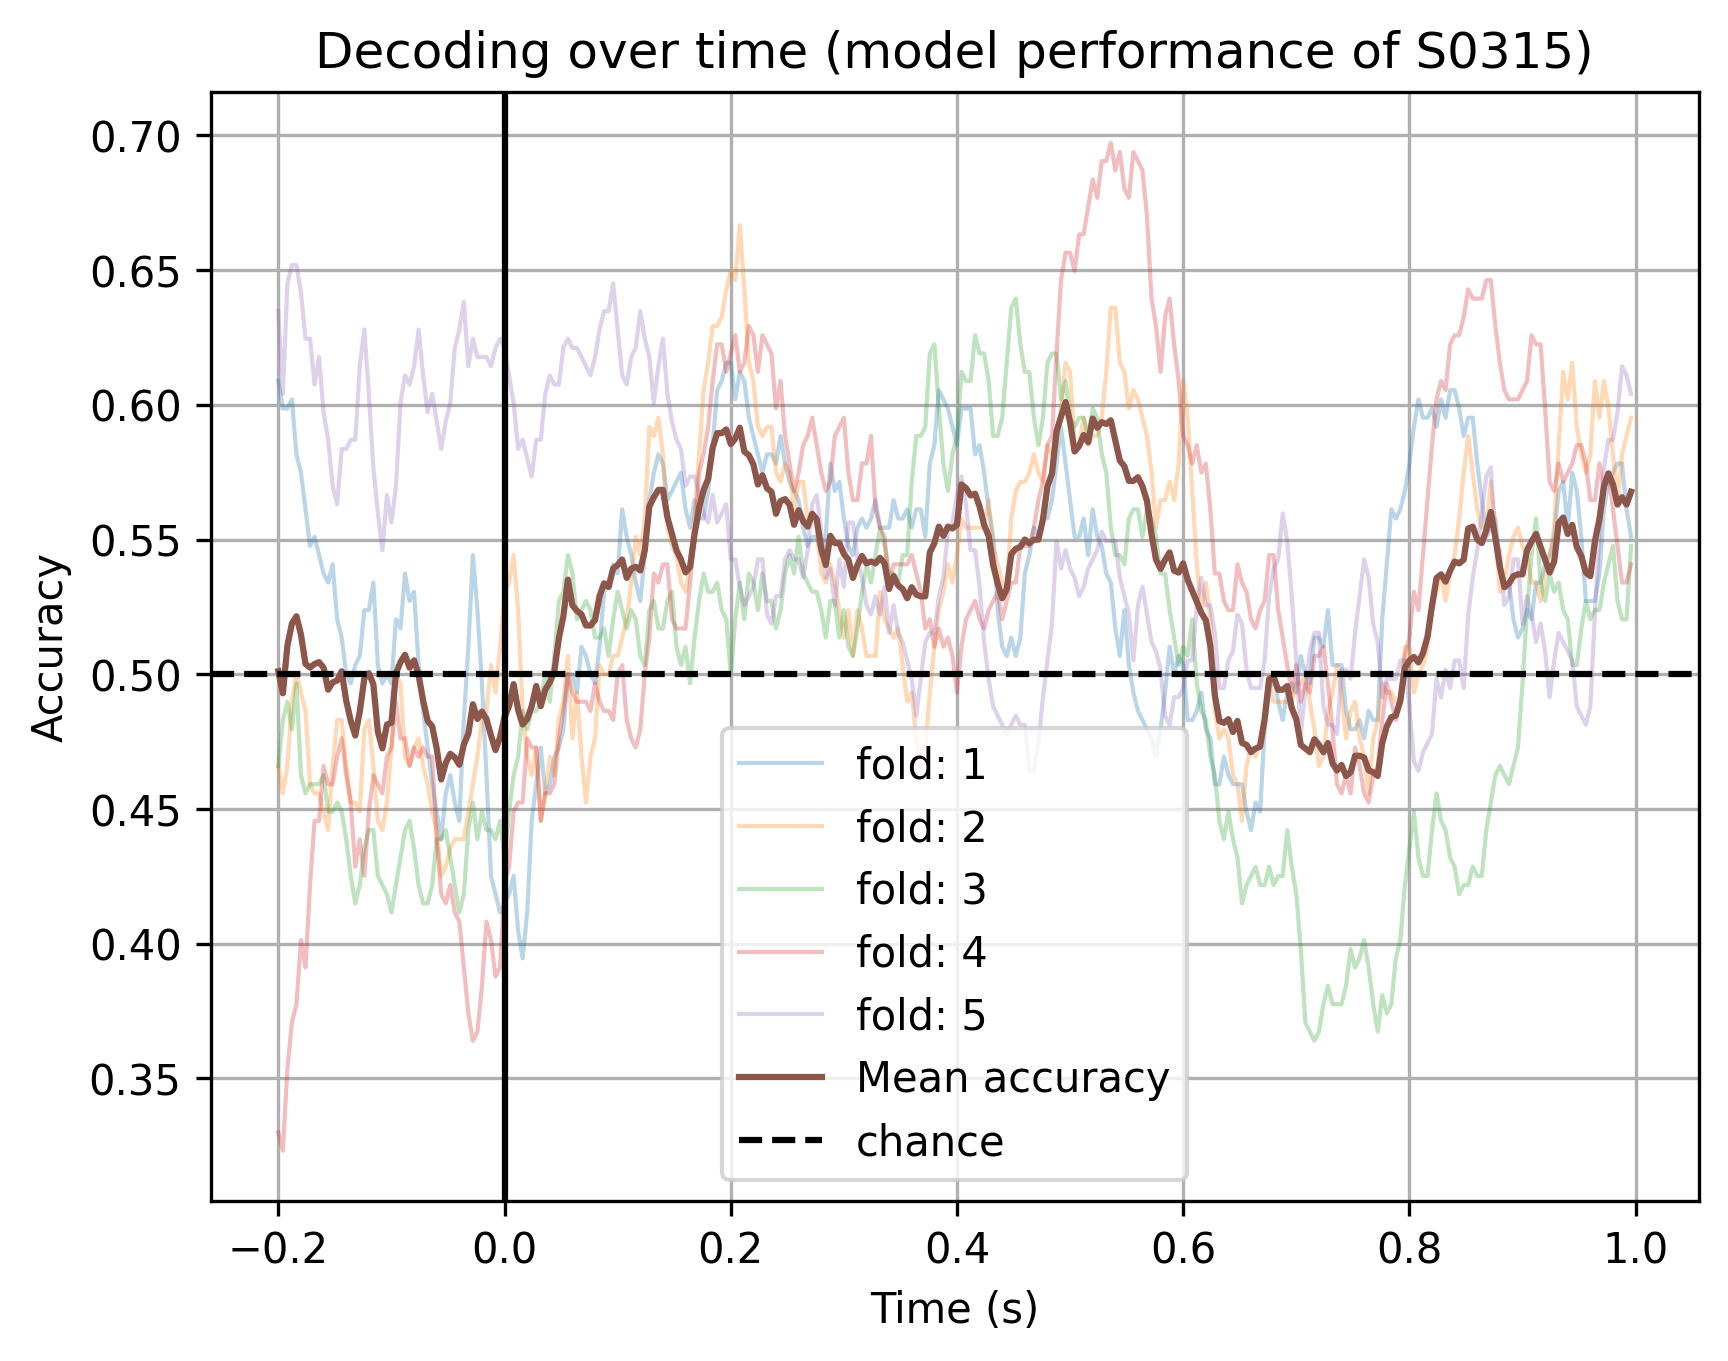 Decoding over time (model performance of S0315)
Accuracy
0.70
0.65
0.60
0.55
0.50
0.45
0.40
0.35
fold: 1
fold: 2
fold: 3
fold: 4
fold: 5
Mean accuracy
chance
−0.2 0.0 0.2 0.4 0.6 0.8 1.0
Time (s)